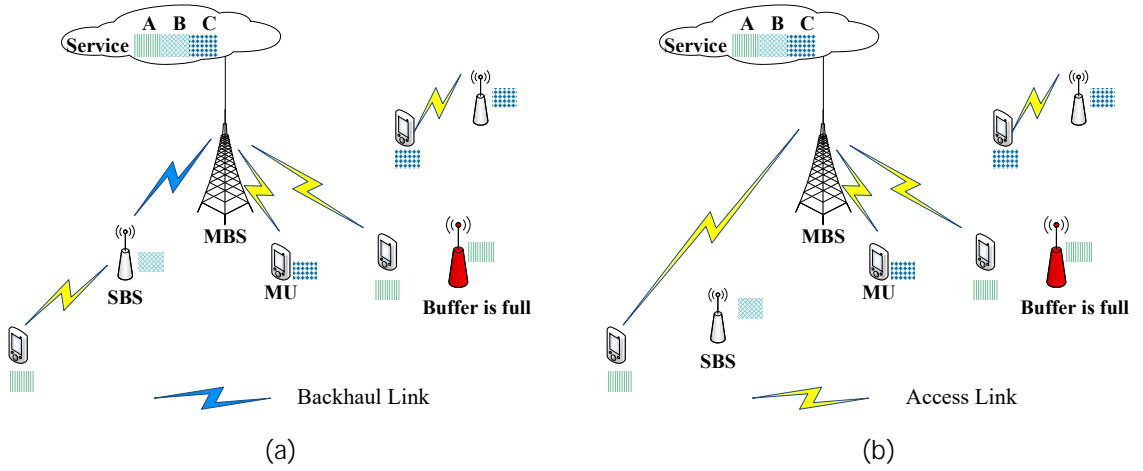 A B C
Service
MBS
SBS
MU
Buffer is full
Backhaul Link
(a)
A B C
Service
MBS
MU
Buffer is full
SBS
Access Link
(b)